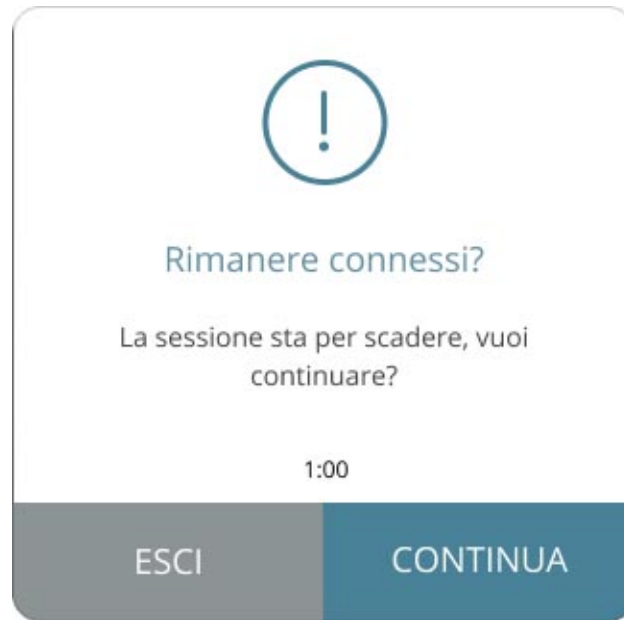 Rimanere connessi?
La sessione sta per scadere, vuoi
continuare?
1:00
ESCI
CONTINUA